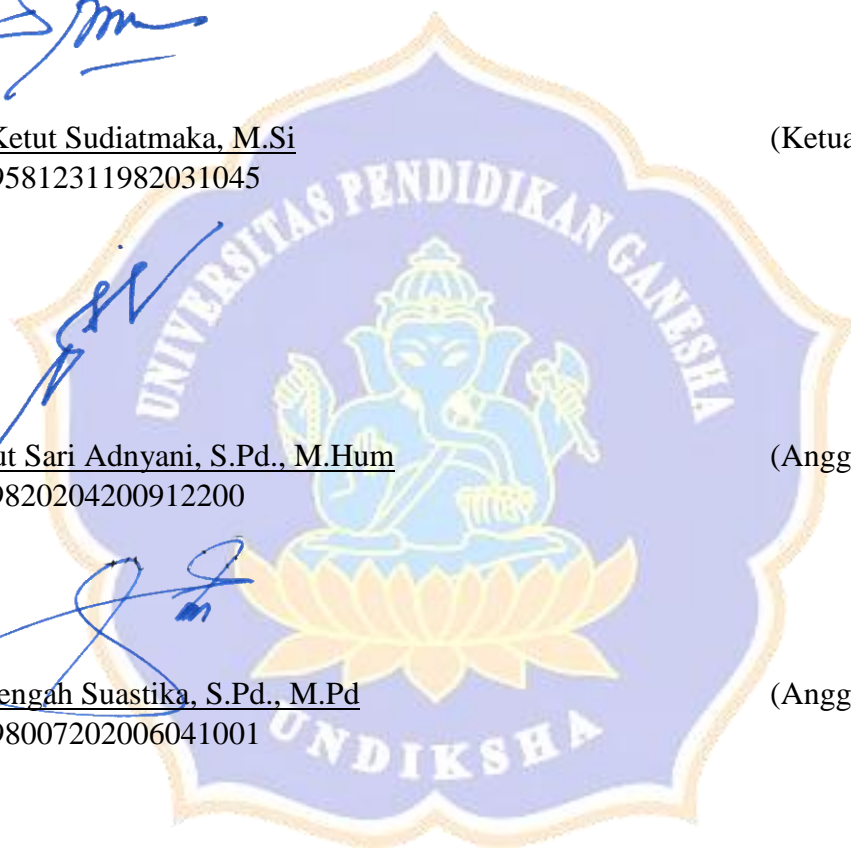 Ketut Sudiatmaka, M.Si (Ketua
95812311982031045
UNIVERSITAS PENDIDIKAN GANESHA
ut Sari Adnyani, S.Pd., M.Hum (Angg
9820204200912200
engah Suastika, S.Pd., M.Pd (Angg
98007202006041001
UNDIKSHA